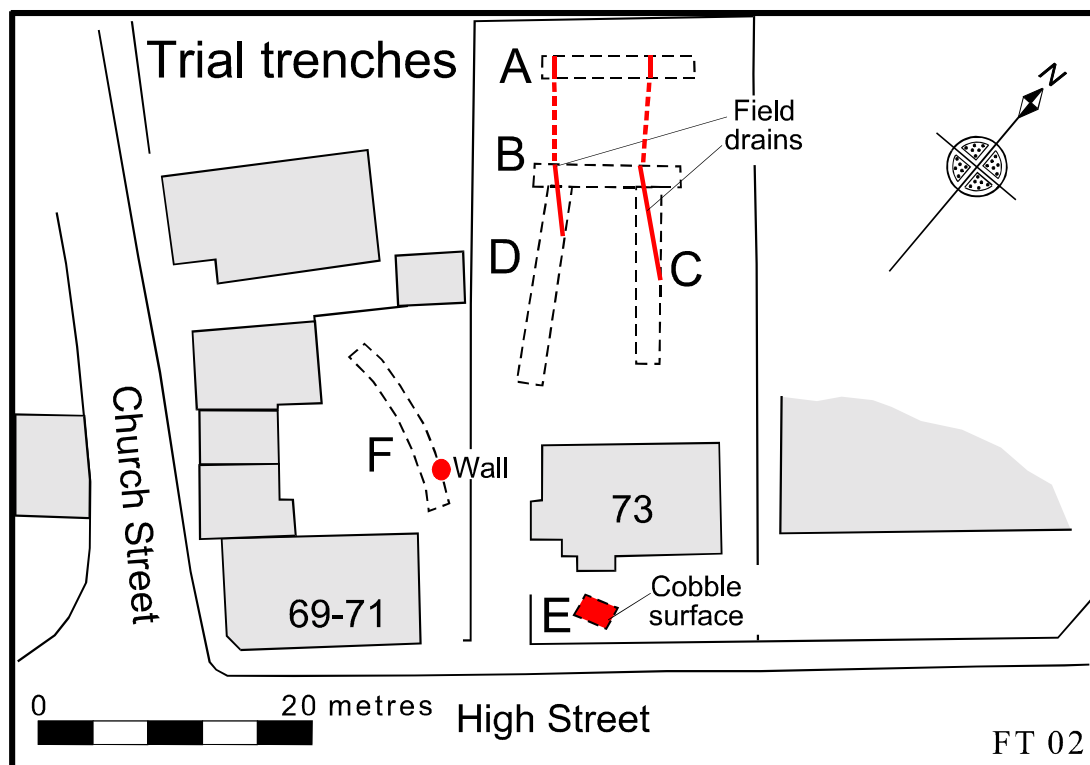 Trial trenches
A
N
Field
drains
B
D
C
Church Street
F
Wall
73
69-71
E
Cobble
surface
0
20 metres
High Street
FT 02